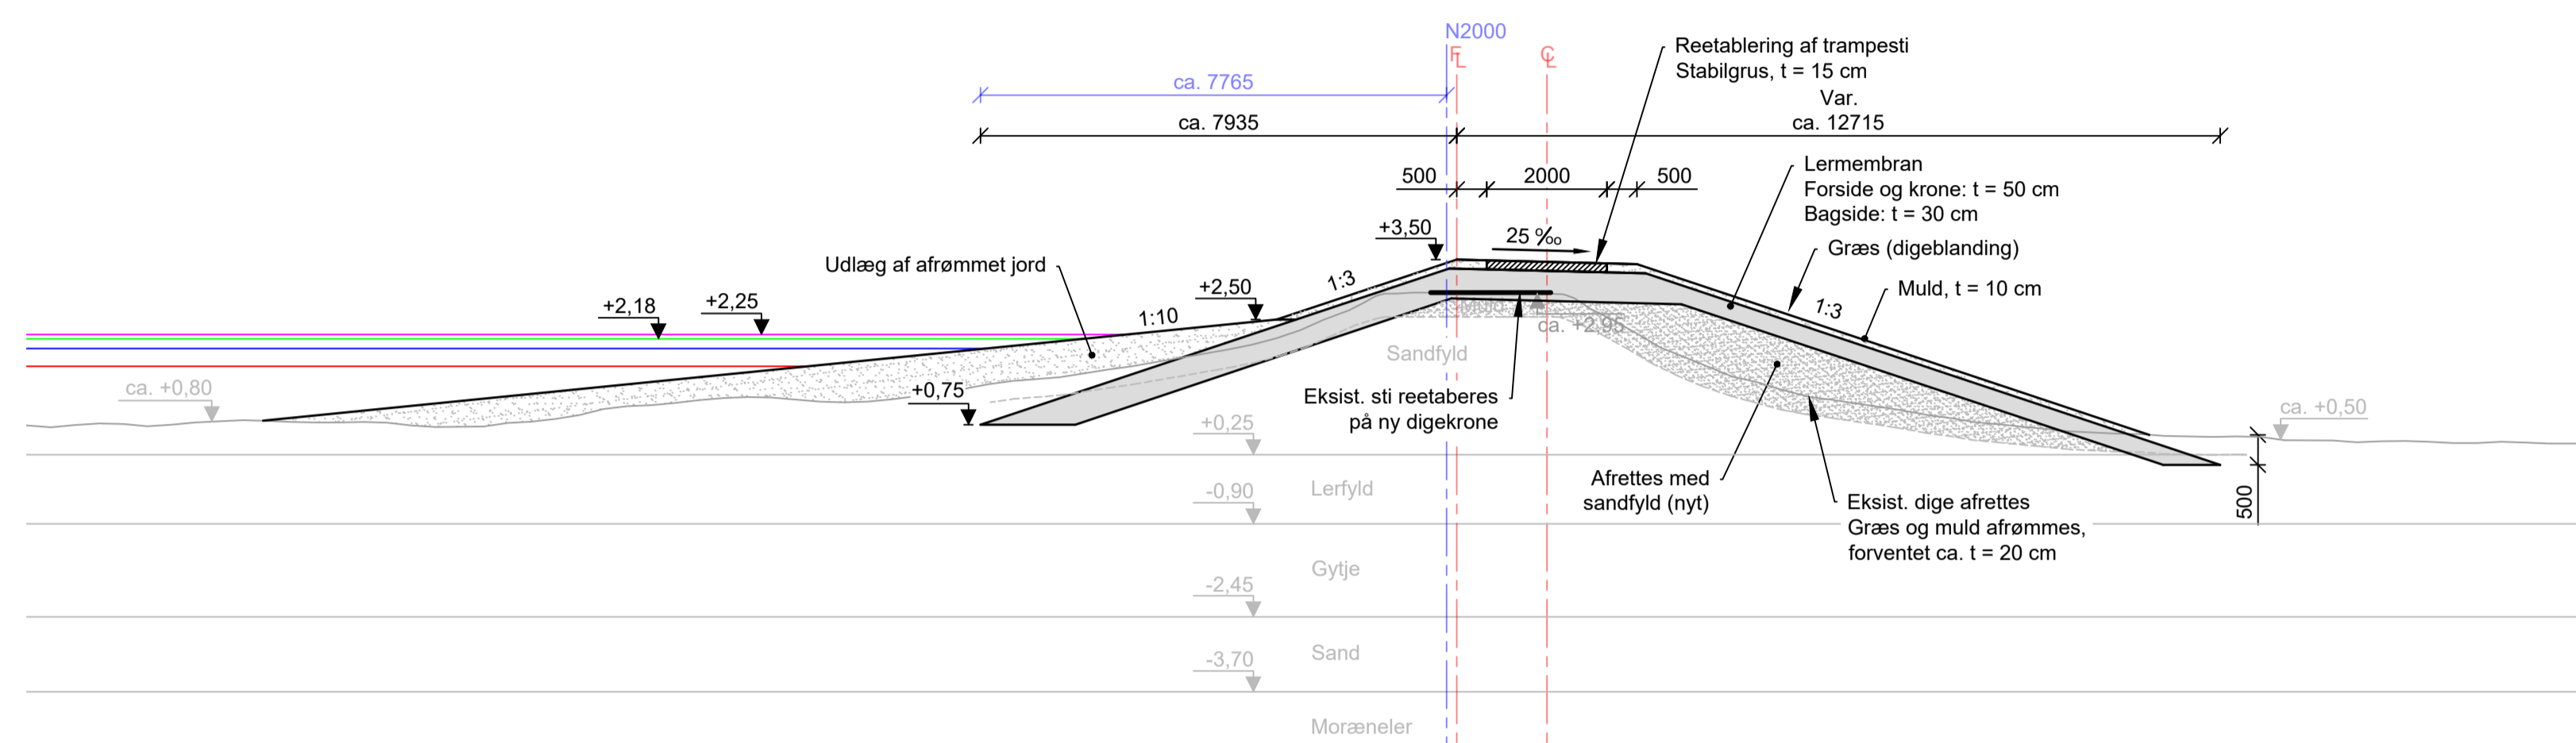 N2000
FL
CL
Reetablering af trampesti
Stabilgrus, t = 15 cm
ca. 7765
Var.
ca. 7935
ca. 12715
500
2000
500
Lermembran
Forside og krone: t = 50 cm
Bagside: t = 30 cm
+3,50
25 ‰
Græs (digeblanding)
Udlæg af afrømmet jord
1:3
+2,50
1:3
Muld, t = 10 cm
+2,18
+2,25
1:10
ca. +2,95
Sandfyld
ca. +0,80
+0,75
Eksist. sti reetaberes
på ny digekrone
ca. +0,50
+0,25
Afrettes med
sandfyld (nyt)
Eksist. dige afrettes
Græs og muld afrømmes,
forventet ca. t = 20 cm
500
-0,90
Lerfyld
Gytje
-2,45
Sand
-3,70
Moræneler